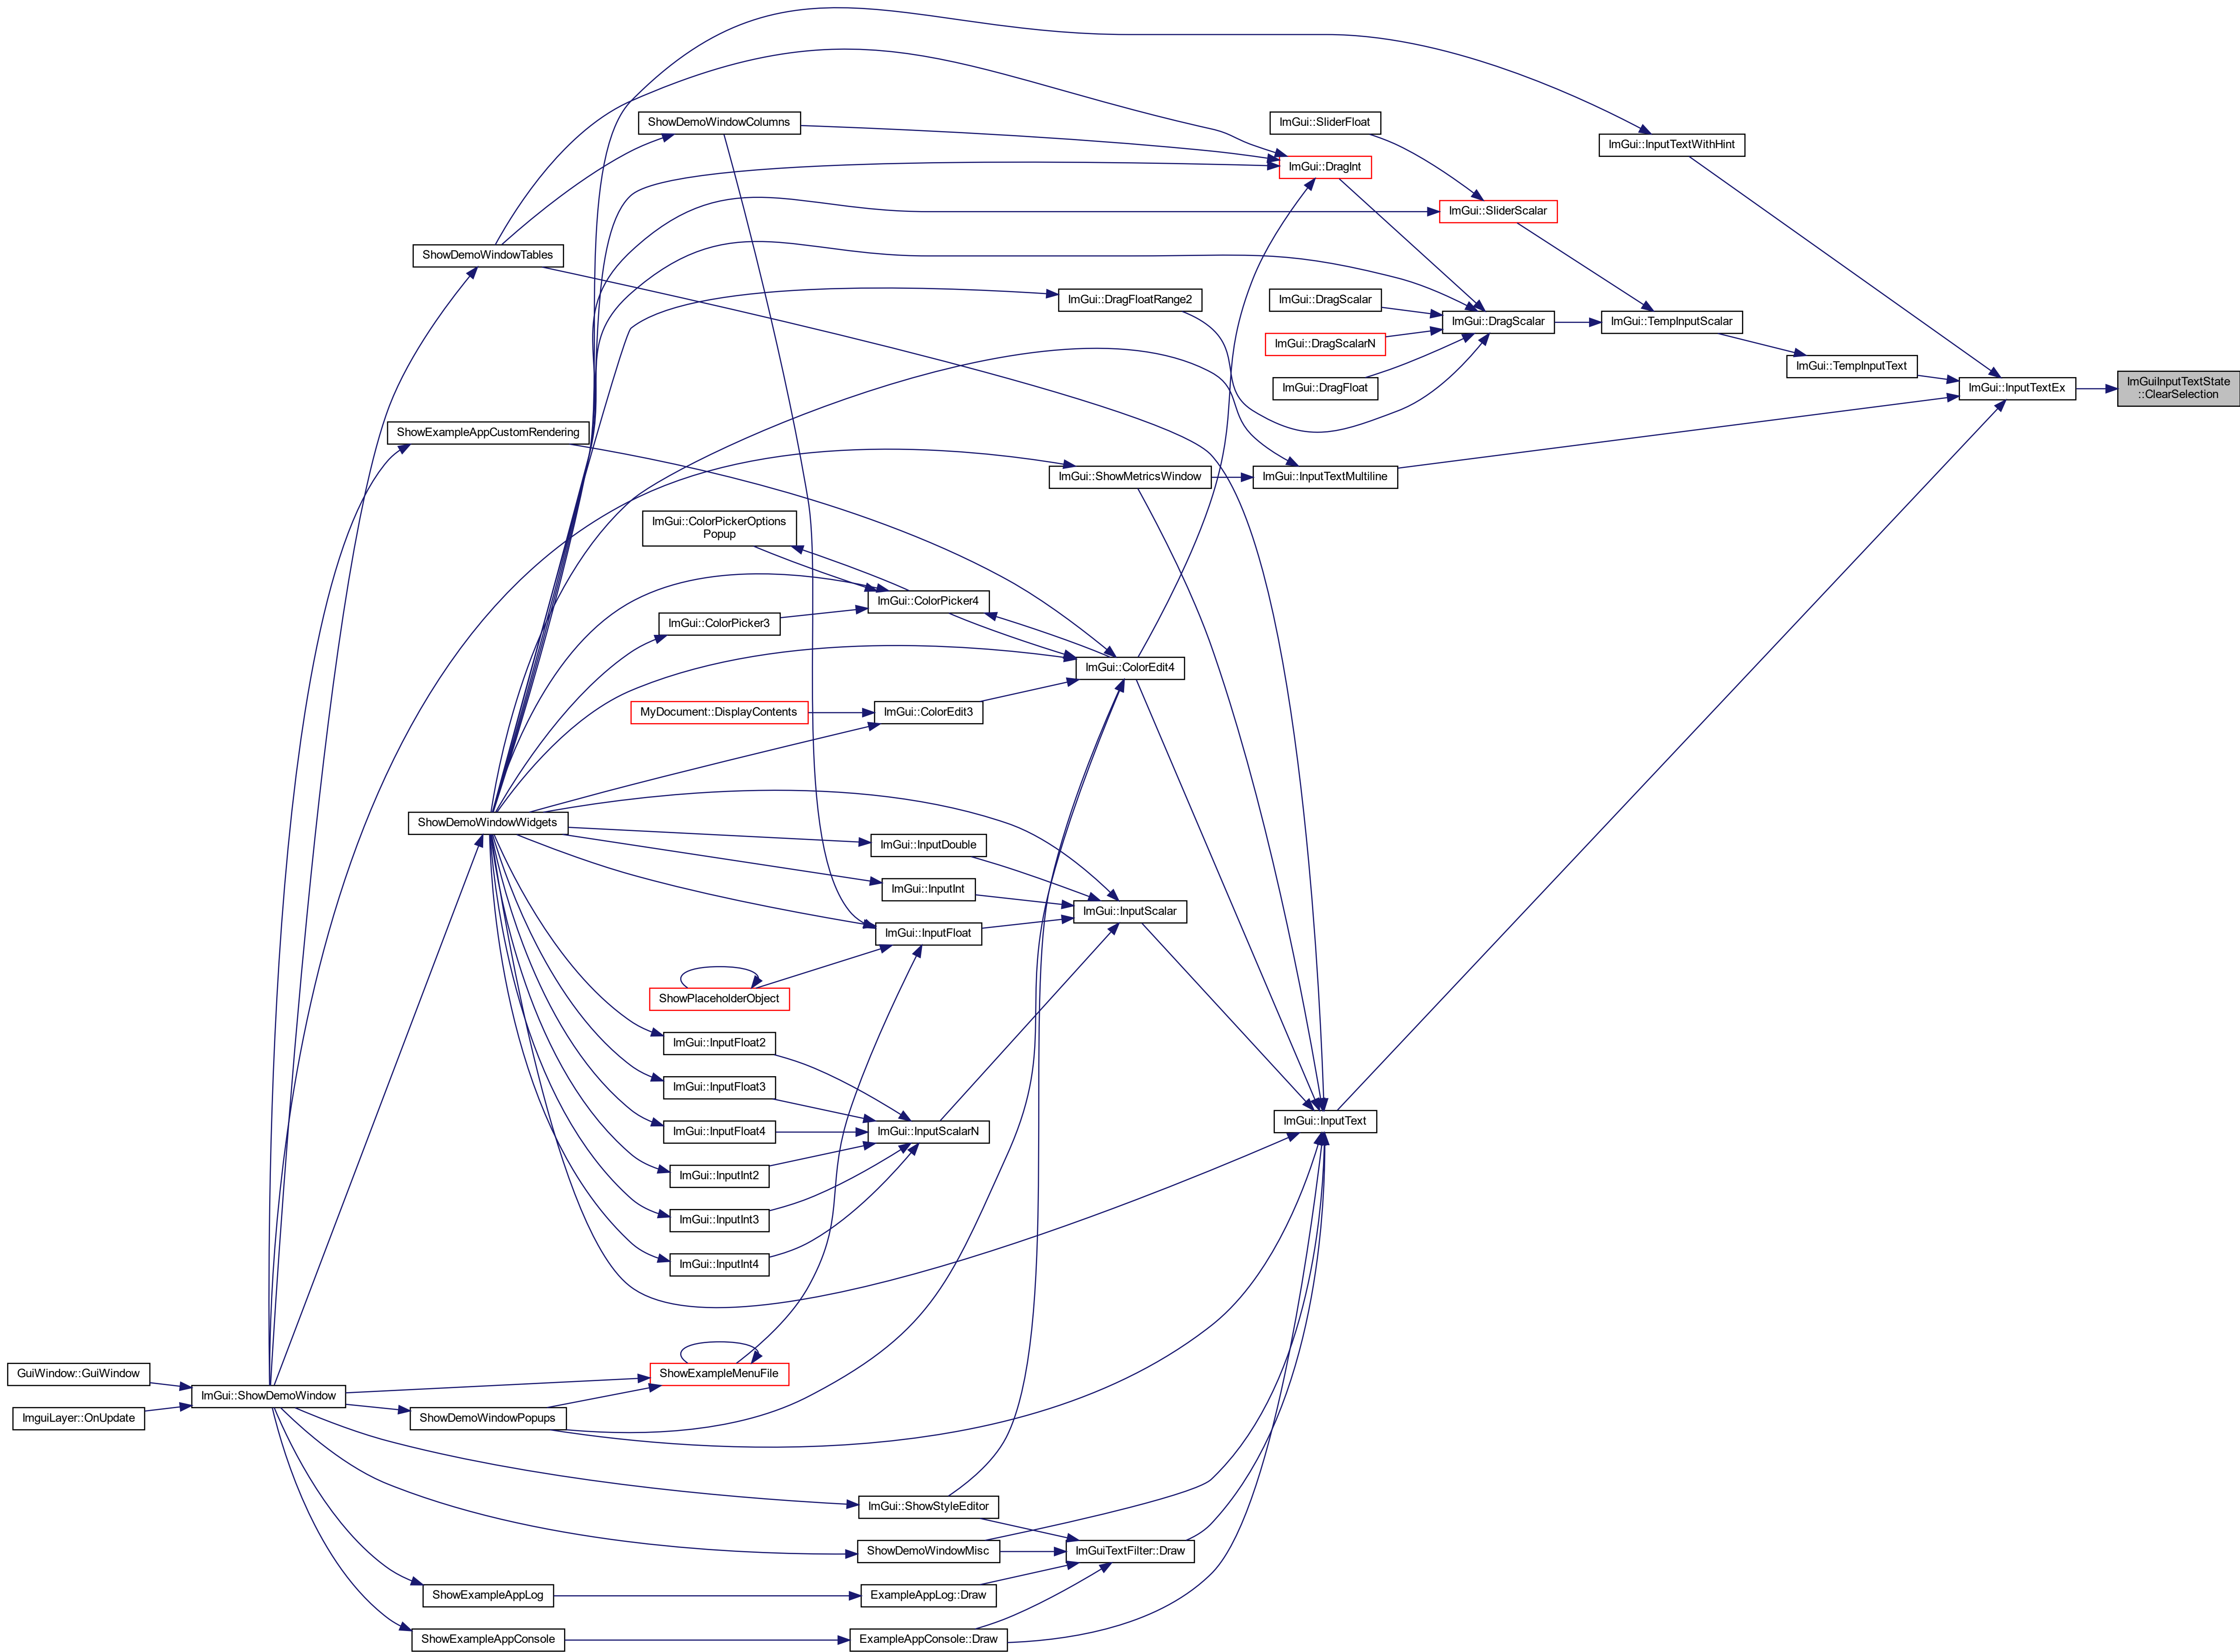 ShowDemoWindowColumns
ImGui::SliderFloat
ImGui::InputTextWithHint
ImGui::DragInt
ImGui::SliderScalar
ShowDemoWindowTables
ImGui::DragFloatRange2
ImGui::DragScalar
ImGui::DragScalar
ImGui::TempInputScalar
ImGui::DragScalarN
ImGui::TempInputText
ImGui::DragFloat
ImGui::InputTextEx
ImGuiInputTextState
::ClearSelection
ShowExampleAppCustomRendering
ImGui::ShowMetricsWindow
ImGui::InputTextMultiline
ImGui::ColorPickerOptions
Popup
ImGui::ColorPicker4
ImGui::ColorPicker3
ImGui::ColorEdit4
MyDocument::DisplayContents
ImGui::ColorEdit3
ShowDemoWindowWidgets
ImGui::InputDouble
ImGui::InputInt
ImGui::InputScalar
ImGui::InputFloat
ShowPlaceholderObject
ImGui::InputFloat2
ImGui::InputFloat3
ImGui::InputFloat4
ImGui::InputScalarN
ImGui::InputText
ImGui::InputInt2
ImGui::InputInt3
ImGui::InputInt4
GuiWindow::GuiWindow
ShowExampleMenuFile
ImGui::ShowDemoWindow
ImguiLayer::OnUpdate
ShowDemoWindowPopups
ImGui::ShowStyleEditor
ShowDemoWindowMisc
ImGuiTextFilter::Draw
ShowExampleAppLog
ExampleAppLog::Draw
ShowExampleAppConsole
ExampleAppConsole::Draw